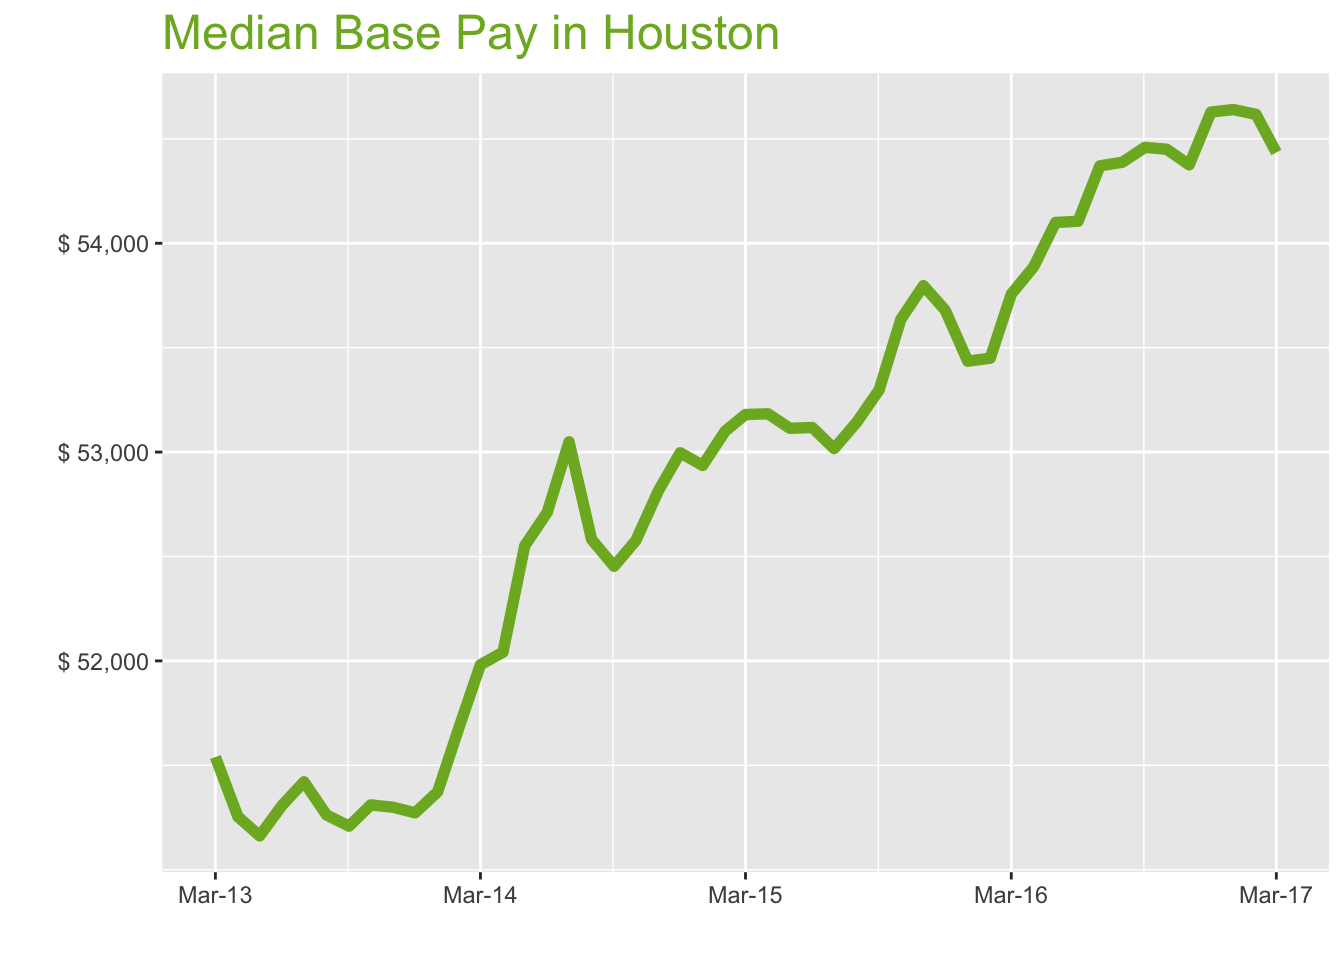 Median Base Pay in Houston
$ 54,000
$ 53,000
$ 52,000
Mar-13 Mar-14 Mar-15 Mar-16 Mar-17